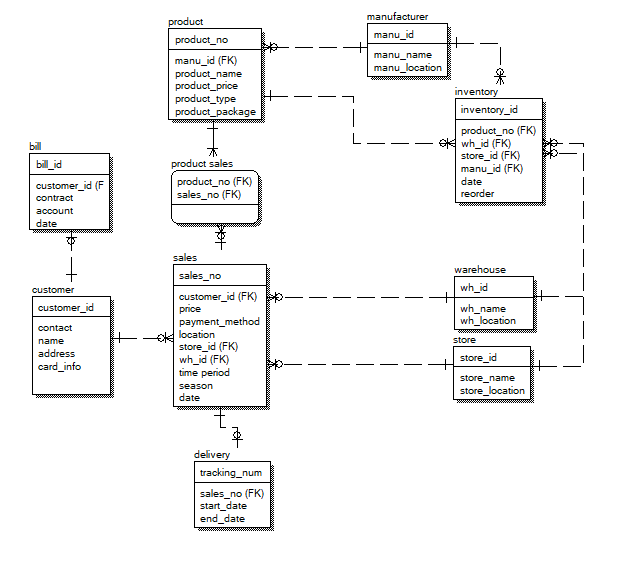 product
product_no
manu_id (FK)
product_name
product_price
product_type
product_package
manufacturer
manu_id
manu_name
manu_location
inventory
inventory_id
product_no (FK)
wh_id (FK)
store_id (FK)
manu_id (FK)
date
reorder
bill
bill_id
customer_id (F
contract
account
date
product sales
product_no (FK)
sales_no (FK)
customer
customer_id
contact
name
address
card_info
sales
sales_no
customer_id (FK)
price
payment_method
location
store_id (FK)
wh_id (FK)
time period
season
date
warehouse
wh_id
wh_name
wh_location
store
store_id
store_name
store_location
delivery
tracking_num
sales_no (FK)
start_date
end_date